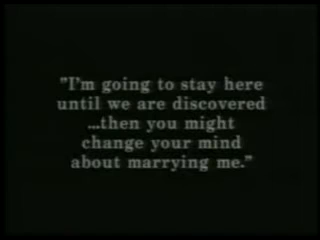 "I'm going to stay here
until we are discovered
...then you might
change your mind
about marrying me."